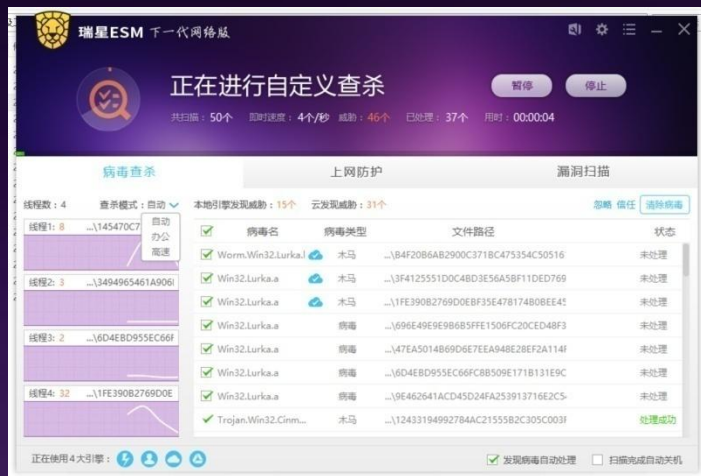 瑞星ESM 下一代网络版
正在进行自定义查杀
暂停 停止
共扫描：50个 即时速度：4个/秒 威胁：46个 已处理：37个 用时：00:00:04
病毒查杀 上网防护 漏洞扫描
线程数：4 查杀模式：自动 本地引擎发现威胁：15个 云发现威胁：31个 忽略 信任 清除病毒
自动
办公
高速
线程1: 8 ...\145470C7
线程2: 3 ...\3494965461A906
线程3: 2 ...\6D4EBD955EC66F
线程4: 32 ...\1FE390B2769D0E
病毒名 病毒类型 文件路径 状态
Worm.Win32.Lurka. 木马 ...\B4F20B6AB2900C371BC475354C50516 未处理
Win32.Lurka.a 木马 ...\3F4125551D0C4BD3E56A5BF11DED769 未处理
Win32.Lurka.a 木马 ...\1FE390B2769D0EBF35E478174B0BEE45 未处理
Win32.Lurka.a 病毒 ...\696E49E9E9B6B5FFE1506FC20CED48F3 未处理
Win32.Lurka.a 病毒 ...\47EA5014B69D6E7EEA948E28EF2A114F 未处理
Win32.Lurka.a 病毒 ...\6D4EBD955EC66FC8B509E171B131E9C 未处理
Win32.Lurka.a 病毒 ...\9E462641ACD45D24FA253913716E2C5 未处理
Trojan.Win32.Cinm... 木马 ...\12433194992784AC21555B2C305C003F 处理成功
正在使用4大引擎： 发现病毒自动处理 扫描完成自动关机